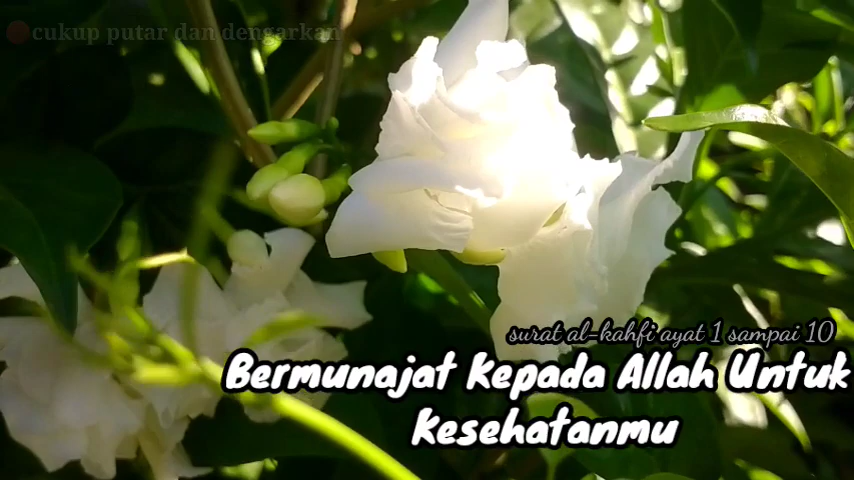 cukup putar dan dengarkan
surat al-kahfi ayat 1 sampai 10
Bermunajat Kepada Allah Untuk
Kesehatanmu